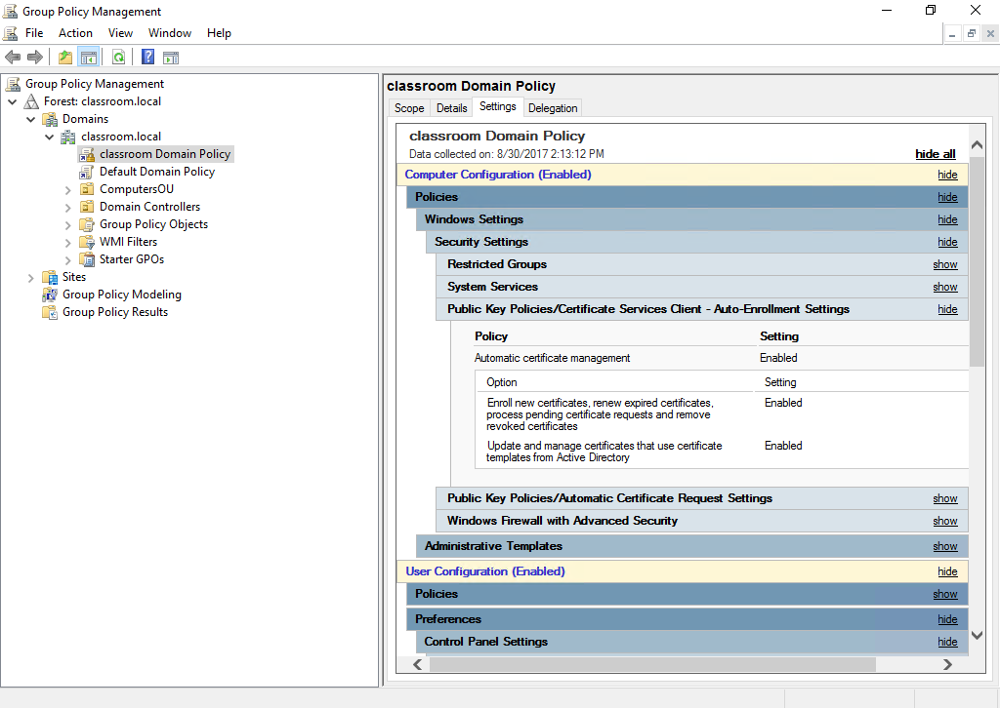 Group Policy Management
File Action View Window Help
Group Policy Management
Forest: classroom.local
Domains
classroom.local
classroom Domain Policy
Default Domain Policy
ComputersOU
Domain Controllers
Group Policy Objects
WMI Filters
Starter GPOs
Sites
Group Policy Modeling
Group Policy Results
classroom Domain Policy
Scope Details Settings Delegation
classroom Domain Policy
Data collected on: 8/30/2017 2:13:12 PM hide all
Computer Configuration (Enabled) hide
Policies hide
Windows Settings hide
Security Settings hide
Restricted Groups show
System Services show
Public Key Policies/Certificate Services Client - Auto-Enrollment Settings hide
Policy Setting
Automatic certificate management Enabled
Option Setting
Enroll new certificates, renew expired certificates, Enabled
process pending certificate requests and remove
revoked certificates
Update and manage certificates that use certificate Enabled
templates from Active Directory
Public Key Policies/Automatic Certificate Request Settings show
Windows Firewall with Advanced Security show
Administrative Templates show
User Configuration (Enabled) hide
Policies show
Preferences hide
Control Panel Settings hide